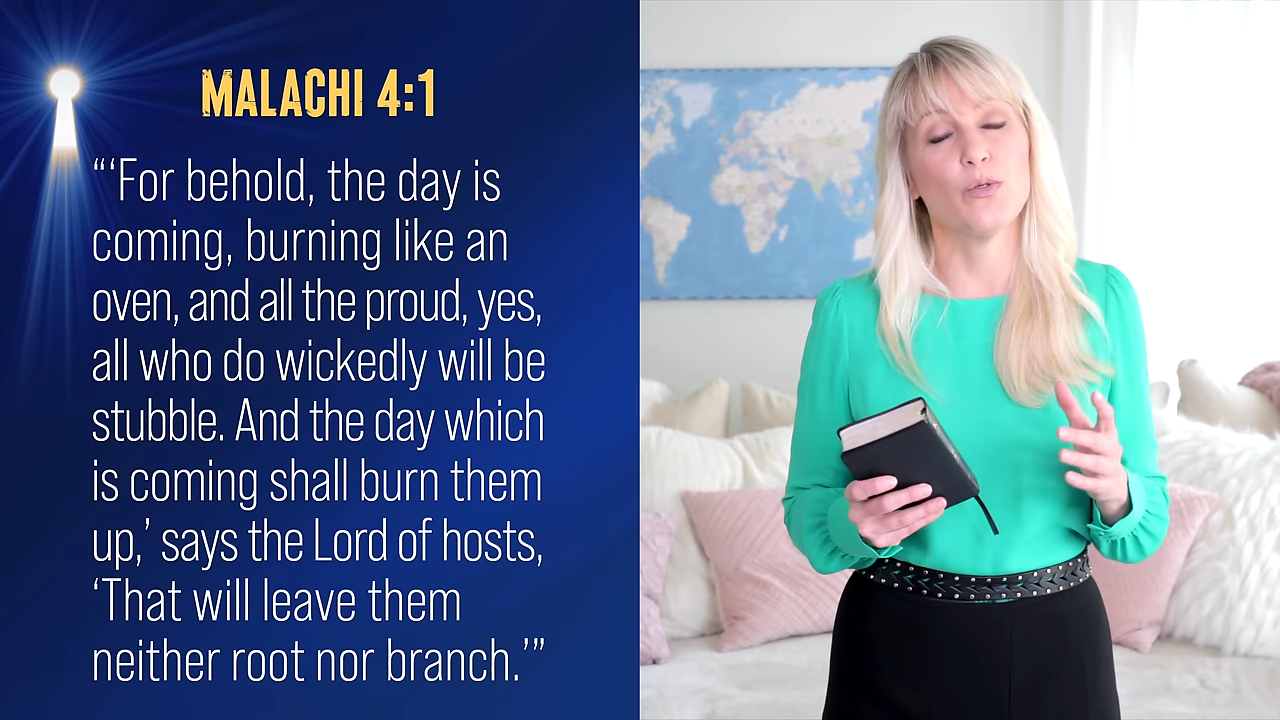 MALACHI 4:1
“‘For behold, the day is
coming, burning like an
oven, and all the proud, yes,
all who do wickedly will be
stubble. And the day which
is coming shall burn them
up,’ says the Lord of hosts,
‘That will leave them
neither root nor branch.’”